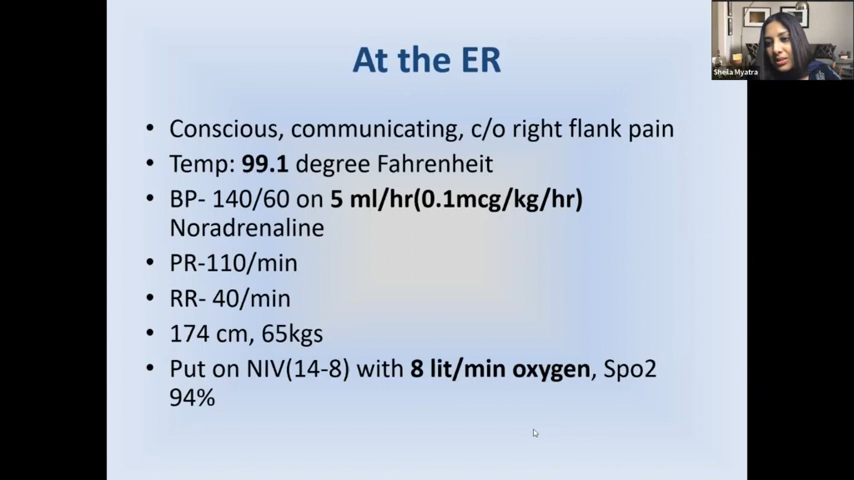 At the ER
Sheila Myatra
• Conscious, communicating, c/o right flank pain
• Temp: 99.1 degree Fahrenheit
• BP- 140/60 on 5 ml/hr(0.1mcg/kg/hr)
Noradrenaline
• PR-110/min
• RR- 40/min
• 174 cm, 65kgs
• Put on NIV(14-8) with 8 lit/min oxygen, Spo2
94%